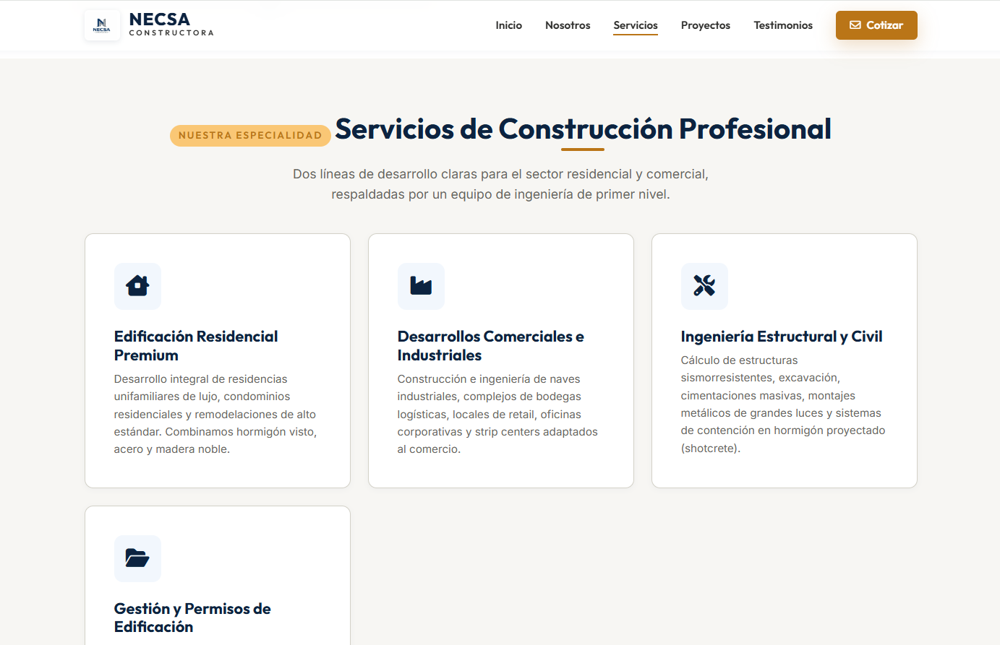 NECSA
NECSA
CONSTRUCTORA
Inicio
Nosotros
Servicios
Proyectos
Testimonios
Cotizar
NUESTRA ESPECIALIDAD
Servicios de Construcción Profesional
Dos líneas de desarrollo claras para el sector residencial y comercial,
respaldadas por un equipo de ingeniería de primer nivel.
Edificación Residencial
Premium
Desarrollo integral de residencias
unifamiliares de lujo, condominios
residenciales y remodelaciones de alto
estándar. Combinamos hormigón visto,
acero y madera noble.
Desarrollos Comerciales e
Industriales
Construcción e ingeniería de naves
industriales, complejos de bodegas
logísticas, locales de retail, oficinas
corporativas y strip centers adaptados
al comercio.
Ingeniería Estructural y Civil
Cálculo de estructuras
sismorresistentes, excavación,
cimentaciones masivas, montajes
metálicos de grandes luces y sistemas
de contención en hormigón proyectado
(shotcrete).
Gestión y Permisos de
Edificación